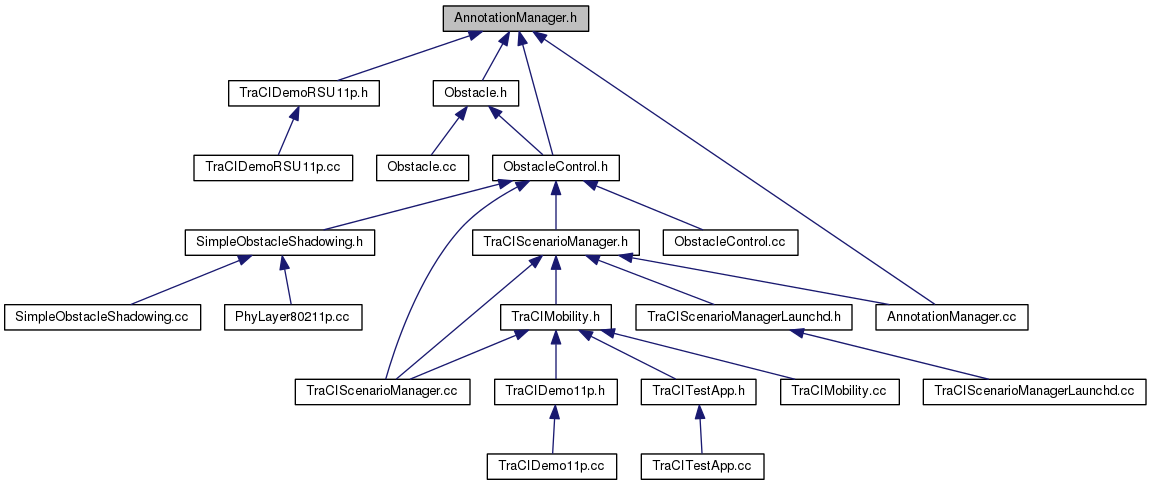 AnnotationManager.h
TraCIDemoRSU11p.h
Obstacle.h
TraCIDemoRSU11p.cc
Obstacle.cc
ObstacleControl.h
SimpleObstacleShadowing.h
TraCIScenarioManager.h
ObstacleControl.cc
SimpleObstacleShadowing.cc
PhyLayer80211p.cc
TraCIMobility.h
TraCIScenarioManagerLaunchd.h
AnnotationManager.cc
TraCIScenarioManager.cc
TraCIDemo11p.h
TraCITestApp.h
TraCIMobility.cc
TraCIScenarioManagerLaunchd.cc
TraCIDemo11p.cc
TraCITestApp.cc